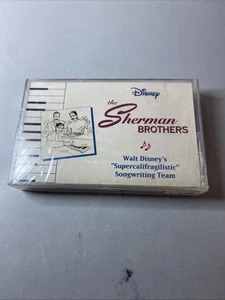 Disney
the
Sherman
BROTHERS
Walt Disney's
"Supercalifragilistic"
Songwriting Team